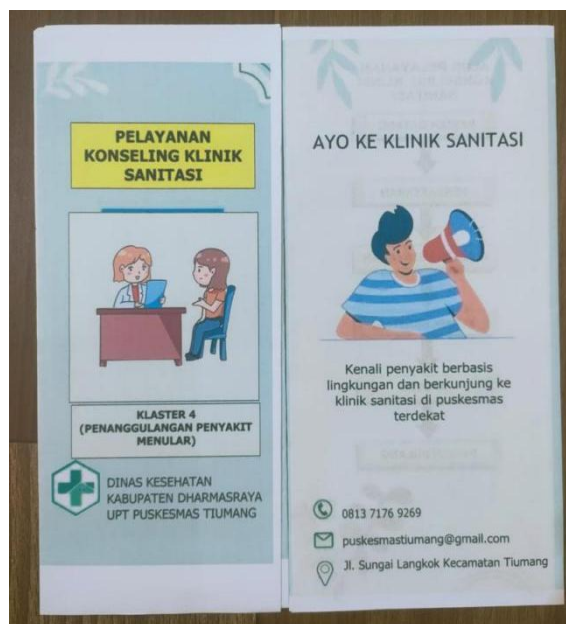 PELAYANAN
KONSELING KLINIK
SANITASI
KLASTER 4
(PENANGGULANGAN PENYAKIT
MENULAR)
DINAS KESEHATAN
KABUPATEN DHARMASRAYA
UPT PUSKESMAS TIUMANG
AYO KE KLINIK SANITASI
Kenali penyakit berbasis
lingkungan dan berkunjung ke
klinik sanitasi di puskesmas
terdekat
0813 7176 9269
puskesmastiumang@gmail.com
Jl. Sungai Langkok Kecamatan Tiumang